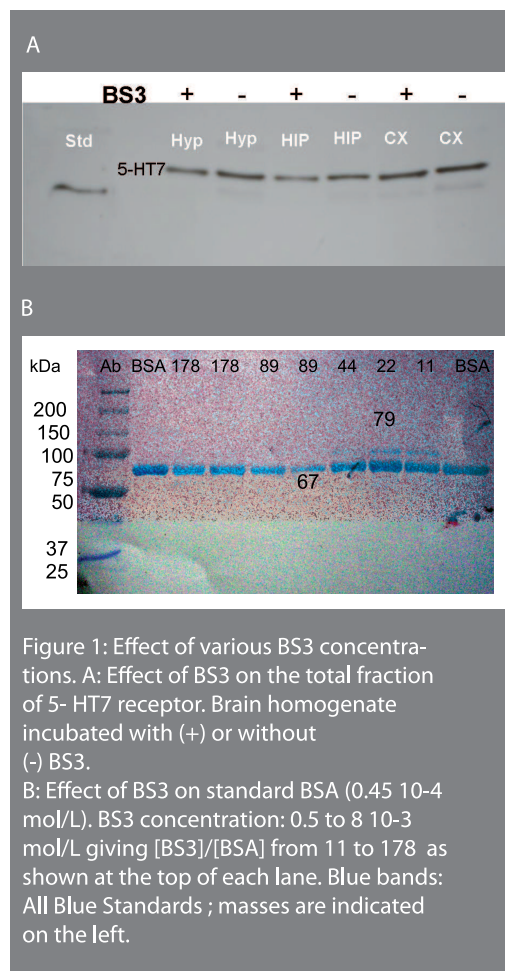 A
BS3 + - + - + -
Std Hyp Hyp HIP HIP CX CX
5-HT7
B
kDa Ab BSA 178 178 89 89 44 22 11 BSA
200
150
100
75
50
37
25
79
67
Figure 1: Effect of various BS3 concentra-
tions. A: Effect of BS3 on the total fraction
of 5- HT7 receptor. Brain homogenate
incubated with (+) or without
(-) BS3.
B: Effect of BS3 on standard BSA (0.45 10-4
mol/L). BS3 concentration: 0.5 to 8 10-3
mol/L giving [BS3]/[BSA] from 11 to 178 as
shown at the top of each lane. Blue bands:
All Blue Standards ; masses are indicated
on the left.